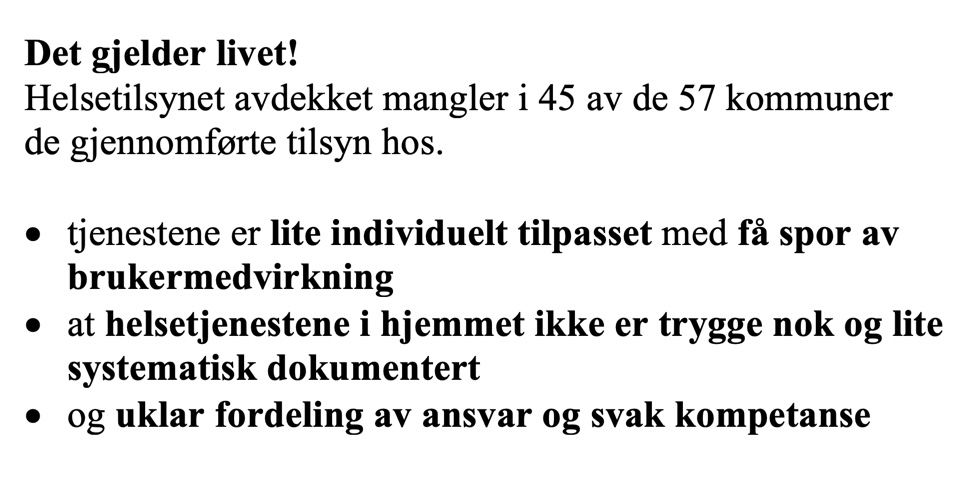 Det gjelder livet!
Helsetilsynet avdekket mangler i 45 av de 57 kommuner
de gjennomførte tilsyn hos.
• tjenestene er lite individuelt tilpasset med få spor av
brukermedvirkning
• at helsetjenestene i hjemmet ikke er trygge nok og lite
systematisk dokumentert
• og uklar fordeling av ansvar og svak kompetanse